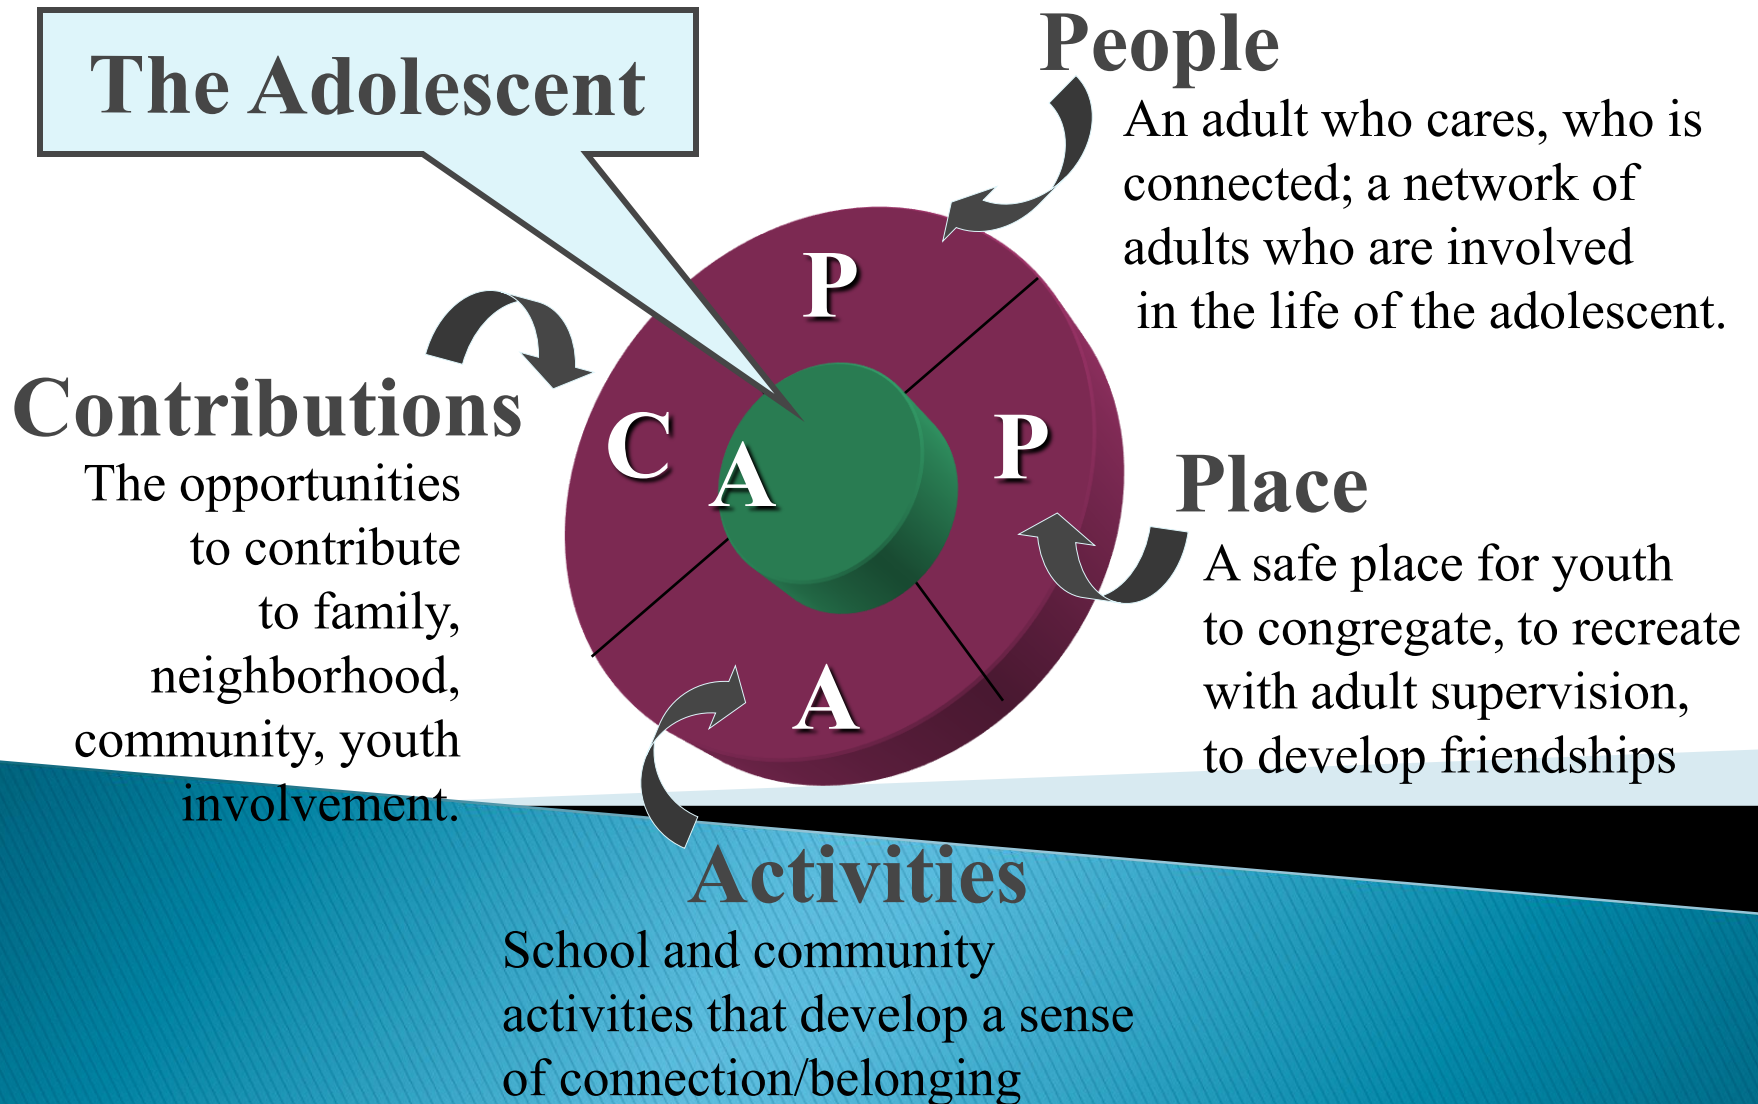 The Adolescent
People
An adult who cares, who is
connected; a network of
adults who are involved
in the life of the adolescent.
P
C
A
P
A
Contributions
The opportunities
to contribute
to family,
neighborhood,
community, youth
involvement.
Place
A safe place for youth
to congregate, to recreate
with adult supervision,
to develop friendships
Activities
School and community
activities that develop a sense
of connection/belonging